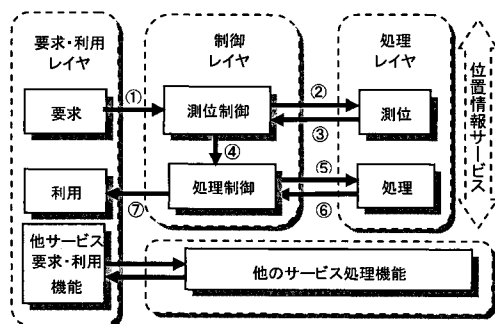 要求・利用
レイヤ
制御
レイヤ
処理
レイヤ
位置情報サービス
要求
①
測位制御
②
③
測位
④
利用
⑦
処理制御
⑤
⑥
処理
他サービス
要求・利用
機能
他のサービス処理機能